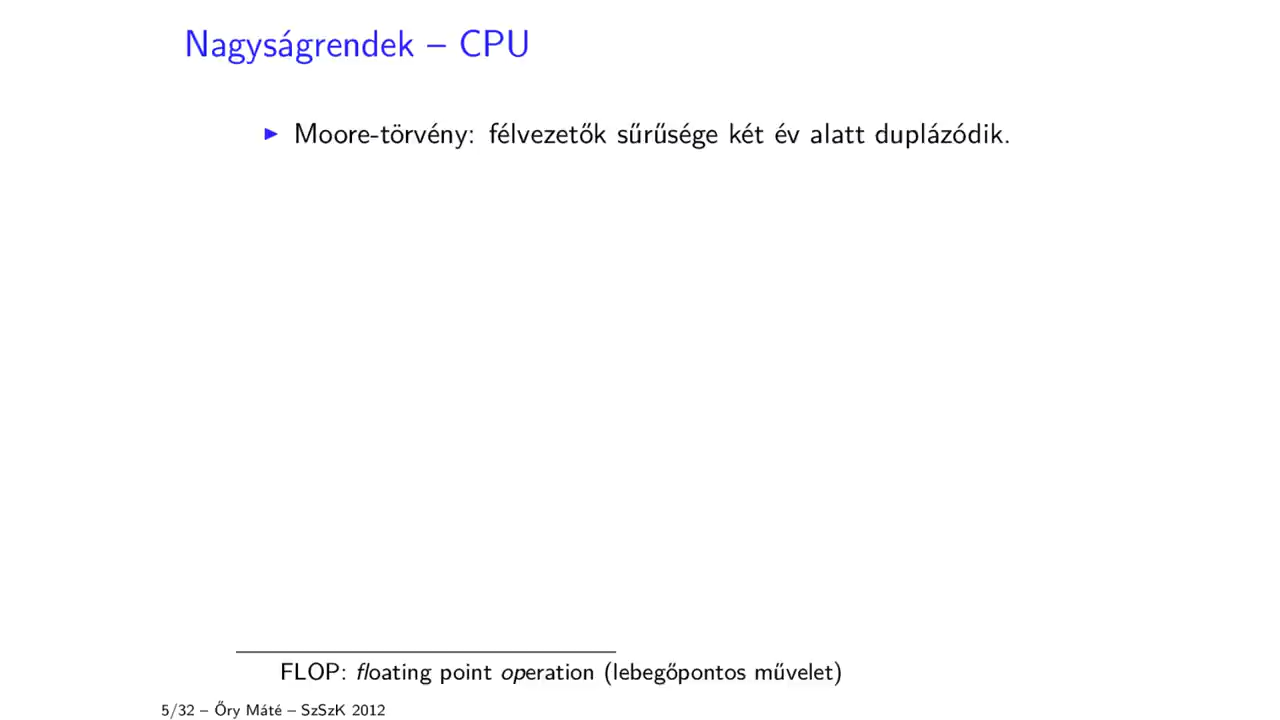 Nagyságrendek – CPU
▶ Moore-törvény: félvezetők sűrűsége két év alatt duplázódik.
FLOP: floating point operation (lebegőpontos művelet)
5/32 – Őry Máté – SzSzK 2012